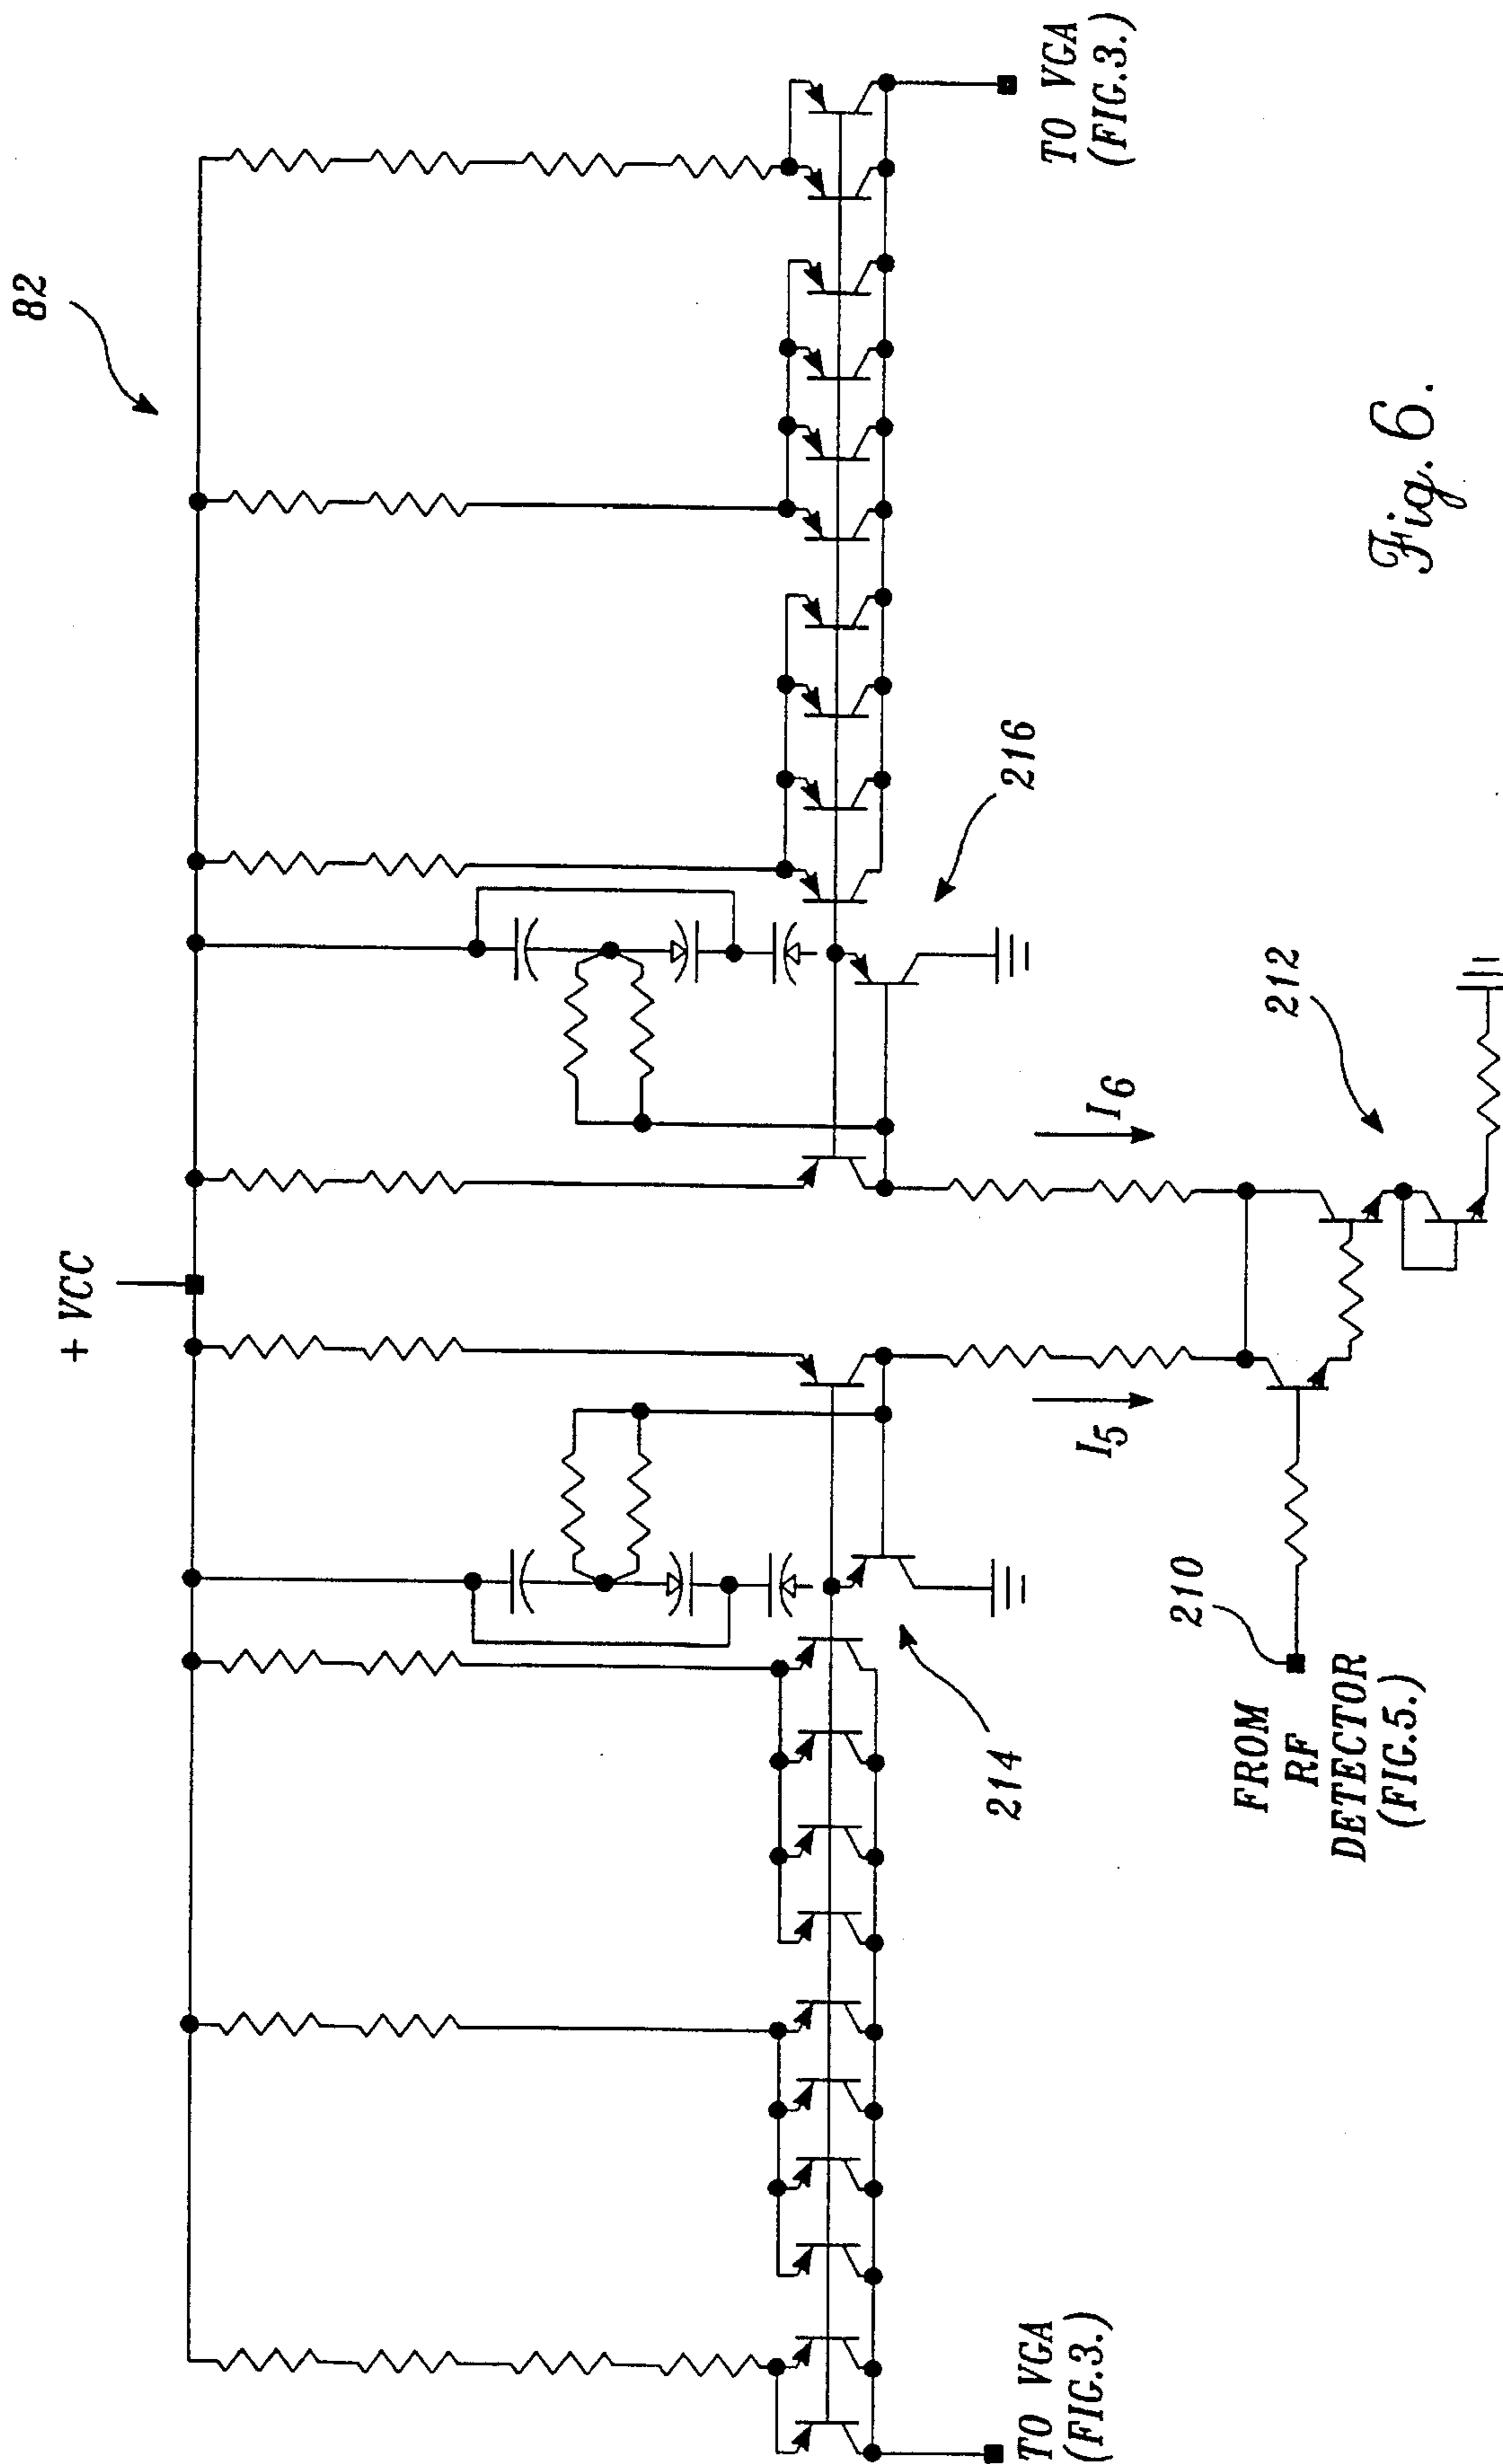 82
+ VCC
216
214
I5
I6
212
210
FROM
RF
DETECTOR
(FIG.5.)
TO VGA
(FIG.3.)
TO VGA
(FIG.3.)
Fig. 6.